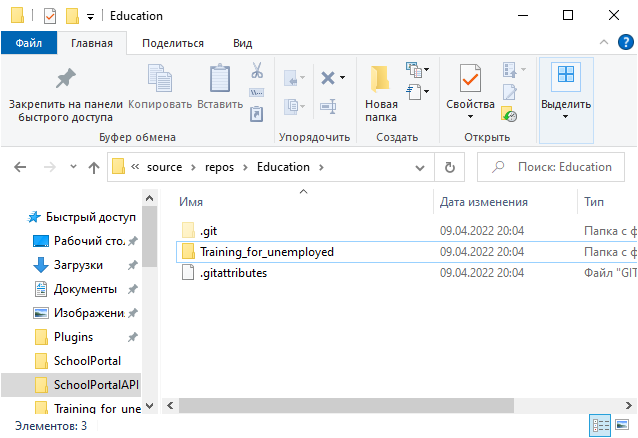 Education
Файл Главная Поделиться Вид
Закрепить на панели быстрого доступа
Копировать
Вставить
Новая папка
Свойства
Выделить
Буфер обмена
Упорядочить
Создать
Открыть
source repos Education
Поиск: Education
Имя Дата изменения Тип
.git 09.04.2022 20:04 Папка с ф
Training_for_unemployed 09.04.2022 20:04 Папка с ф
.gitattributes 09.04.2022 20:04 Файл "GIT
Быстрый доступ
Рабочий сто.
Загрузки
Документы
Изображени
Plugins
SchoolPortal
SchoolPortalAPI
Training_for_une
Элементов: 3